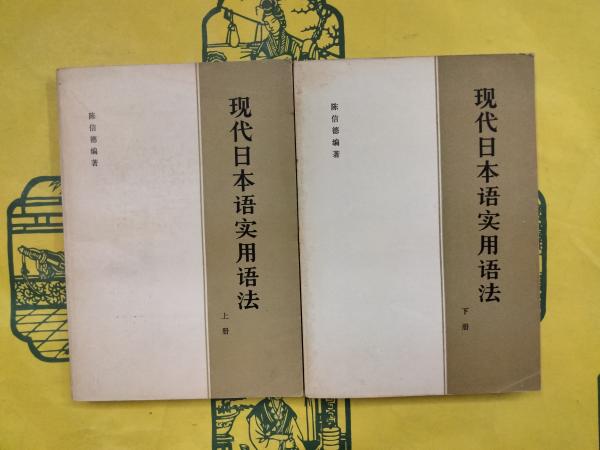 现代日本语实用语法
上册
陈信德编著
现代日本语实用语法
下册
陈信德编著